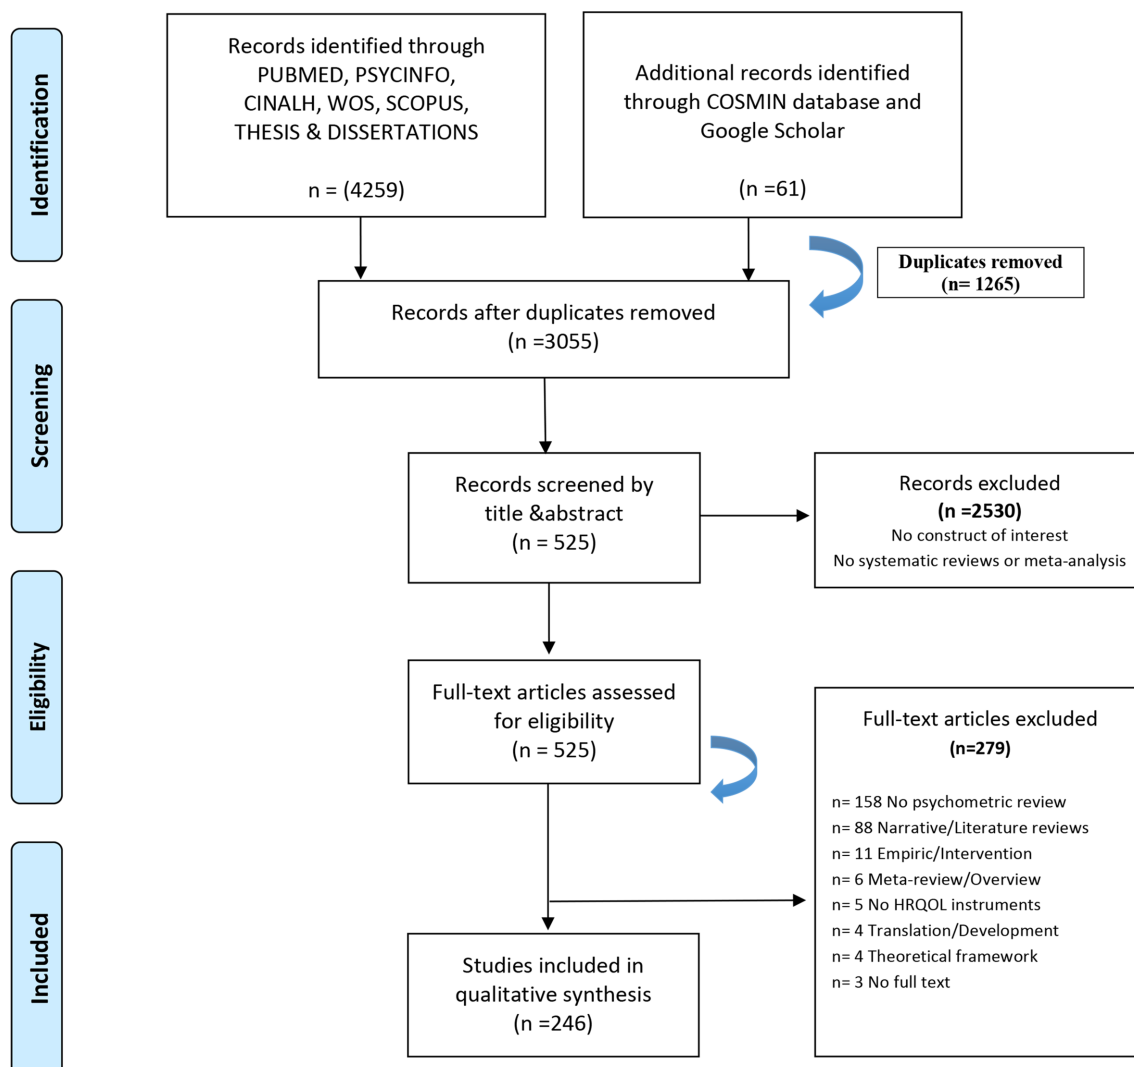 Identification
Records identified through
PUBMED, PSYCINFO,
CINALH, WOS, SCOPUS,
THESIS & DISSERTATIONS
n = (4259)
Additional records identified
through COSMIN database and
Google Scholar
(n =61)
Duplicates removed
(n= 1265)
Screening
Records after duplicates removed
(n =3055)
Records screened by
title &abstract
(n = 525)
Records excluded
(n =2530)
No construct of interest
No systematic reviews or meta-analysis
Eligibility
Full-text articles assessed
for eligibility
(n = 525)
Full-text articles excluded
(n=279)
n= 158 No psychometric review
n= 88 Narrative/Literature reviews
n= 11 Empiric/Intervention
n= 6 Meta-review/Overview
n= 5 No HRQOL instruments
n= 4 Translation/Development
n= 4 Theoretical framework
n= 3 No full text
Included
Studies included in
qualitative synthesis
(n =246)